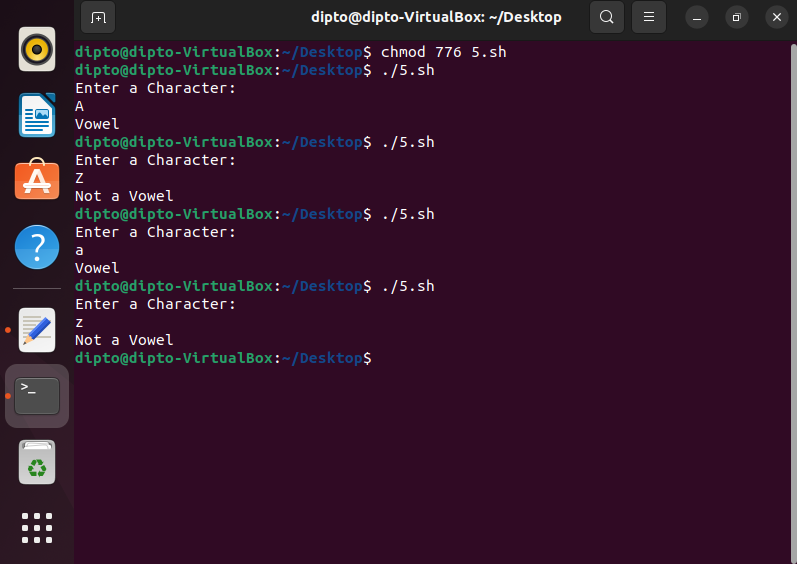 dipto@dipto-VirtualBox: ~/Desktop
dipto@dipto-VirtualBox:~/Desktop$ chmod 776 5.sh
dipto@dipto-VirtualBox:~/Desktop$ ./5.sh
Enter a Character:
A
Vowel
dipto@dipto-VirtualBox:~/Desktop$ ./5.sh
Enter a Character:
Z
Not a Vowel
dipto@dipto-VirtualBox:~/Desktop$ ./5.sh
Enter a Character:
a
Vowel
dipto@dipto-VirtualBox:~/Desktop$ ./5.sh
Enter a Character:
z
Not a Vowel
dipto@dipto-VirtualBox:~/Desktop$